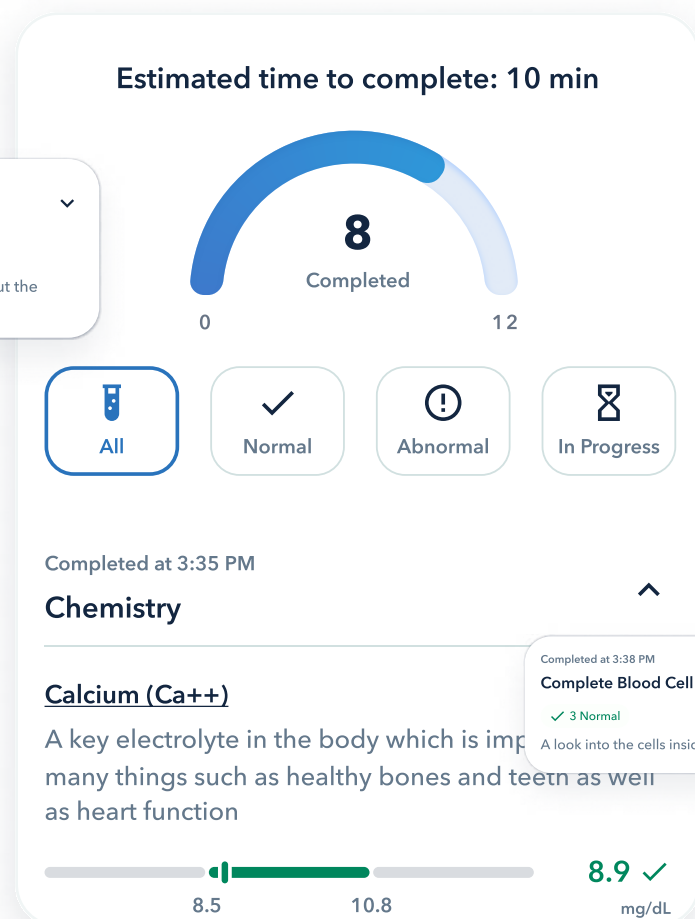 Estimated time to complete: 10 min
8
Completed
0
12
ut the
All
Normal
Abnormal
In Progress
Completed at 3:35 PM
Chemistry
Completed at 3:38 PM
Complete Blood Cell
3 Normal
A look into the cells insid
Calcium (Ca++)
A key electrolyte in the body which is imp
many things such as healthy bones and teeth as well
as heart function
8.5
10.8
8.9
mg/dL